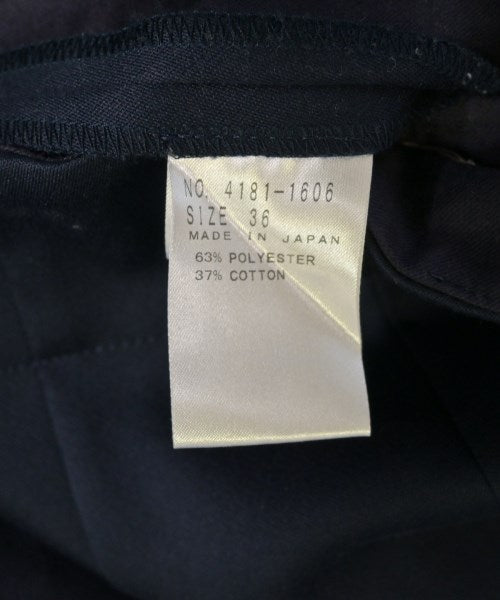 NO. 4181-1606
SIZE 36
MADE IN JAPAN
63% POLYESTER
37% COTTON